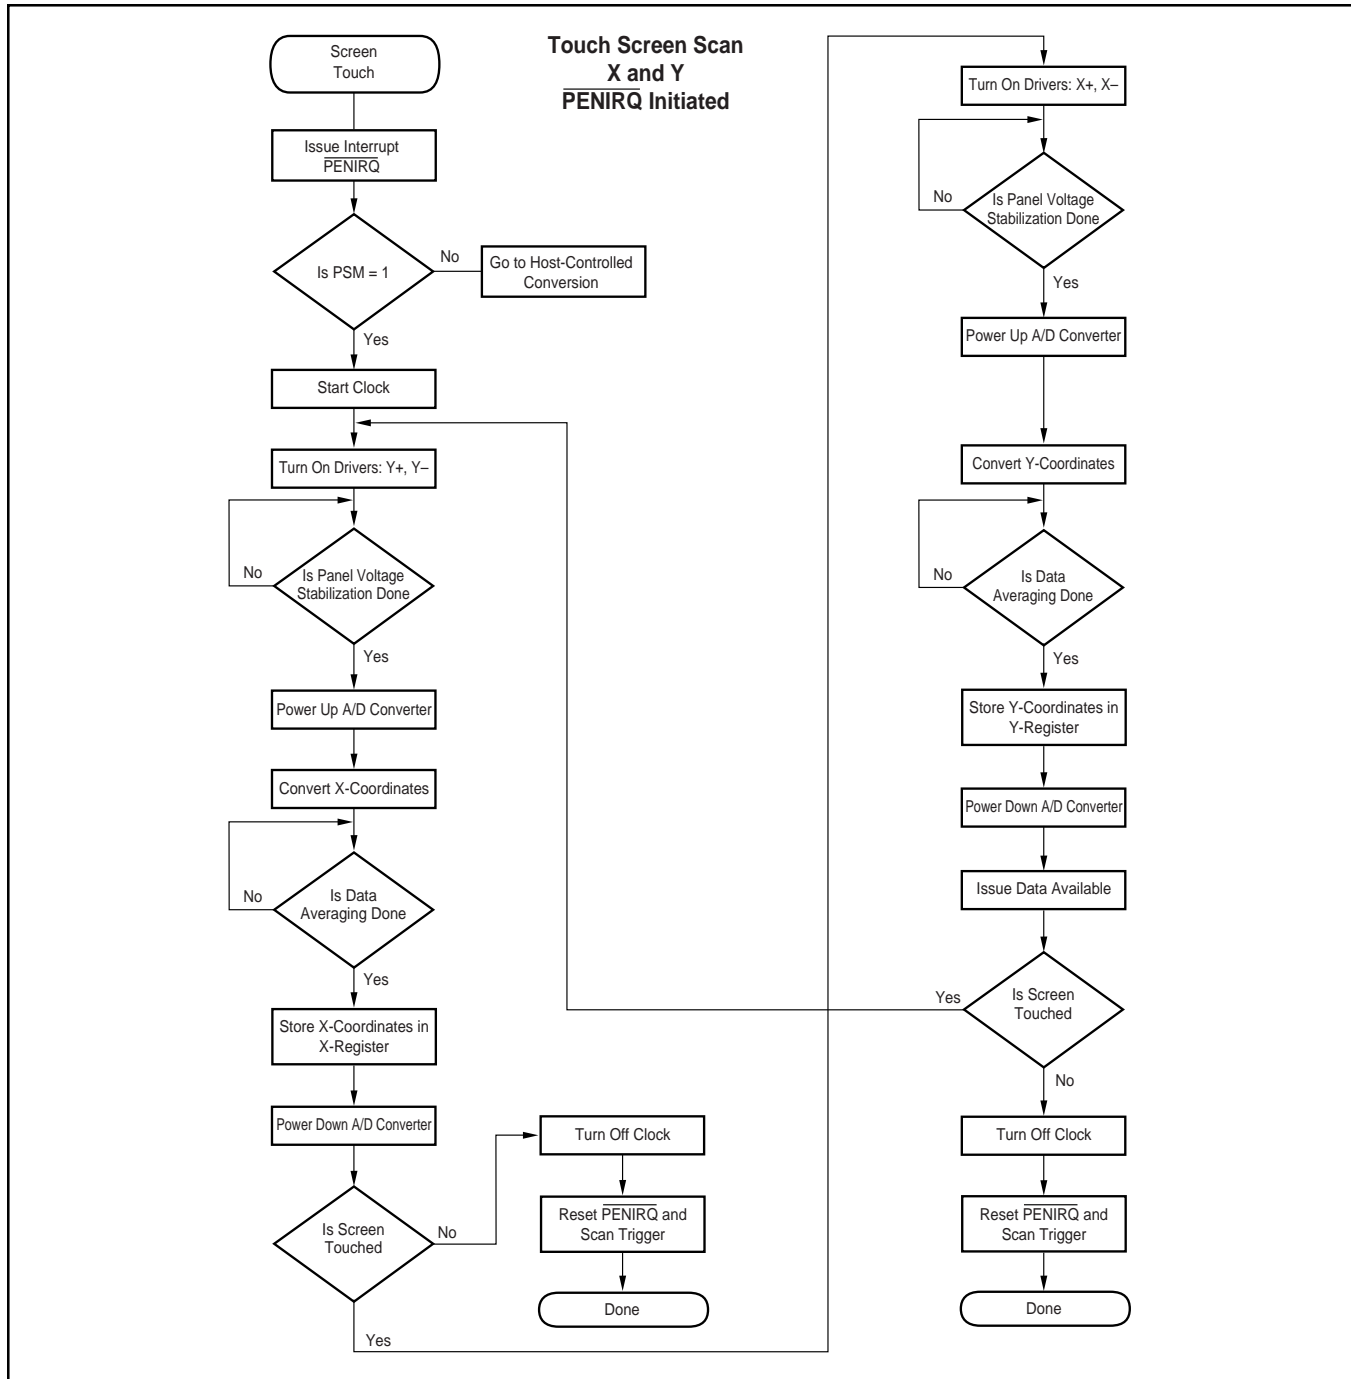 Touch Screen Scan
X and Y
PENIRQ Initiated
Screen
Touch
Issue Interrupt
PENIRQ
Is PSM = 1
No
Go to Host-Controlled
Conversion
Yes
Start Clock
Turn On Drivers: Y+, Y–
Is Panel Voltage
Stabilization Done
No
Yes
Power Up A/D Converter
Convert X-Coordinates
Is Data
Averaging Done
No
Yes
Store X-Coordinates in
X-Register
Power Down A/D Converter
Is Screen
Touched
No
Turn Off Clock
Reset PENIRQ and
Scan Trigger
Done
Yes
Turn On Drivers: X+, X–
Is Panel Voltage
Stabilization Done
No
Yes
Power Up A/D Converter
Convert Y-Coordinates
Is Data
Averaging Done
No
Yes
Store Y-Coordinates in
Y-Register
Power Down A/D Converter
Issue Data Available
Is Screen
Touched
Yes
No
Turn Off Clock
Reset PENIRQ and
Scan Trigger
Done